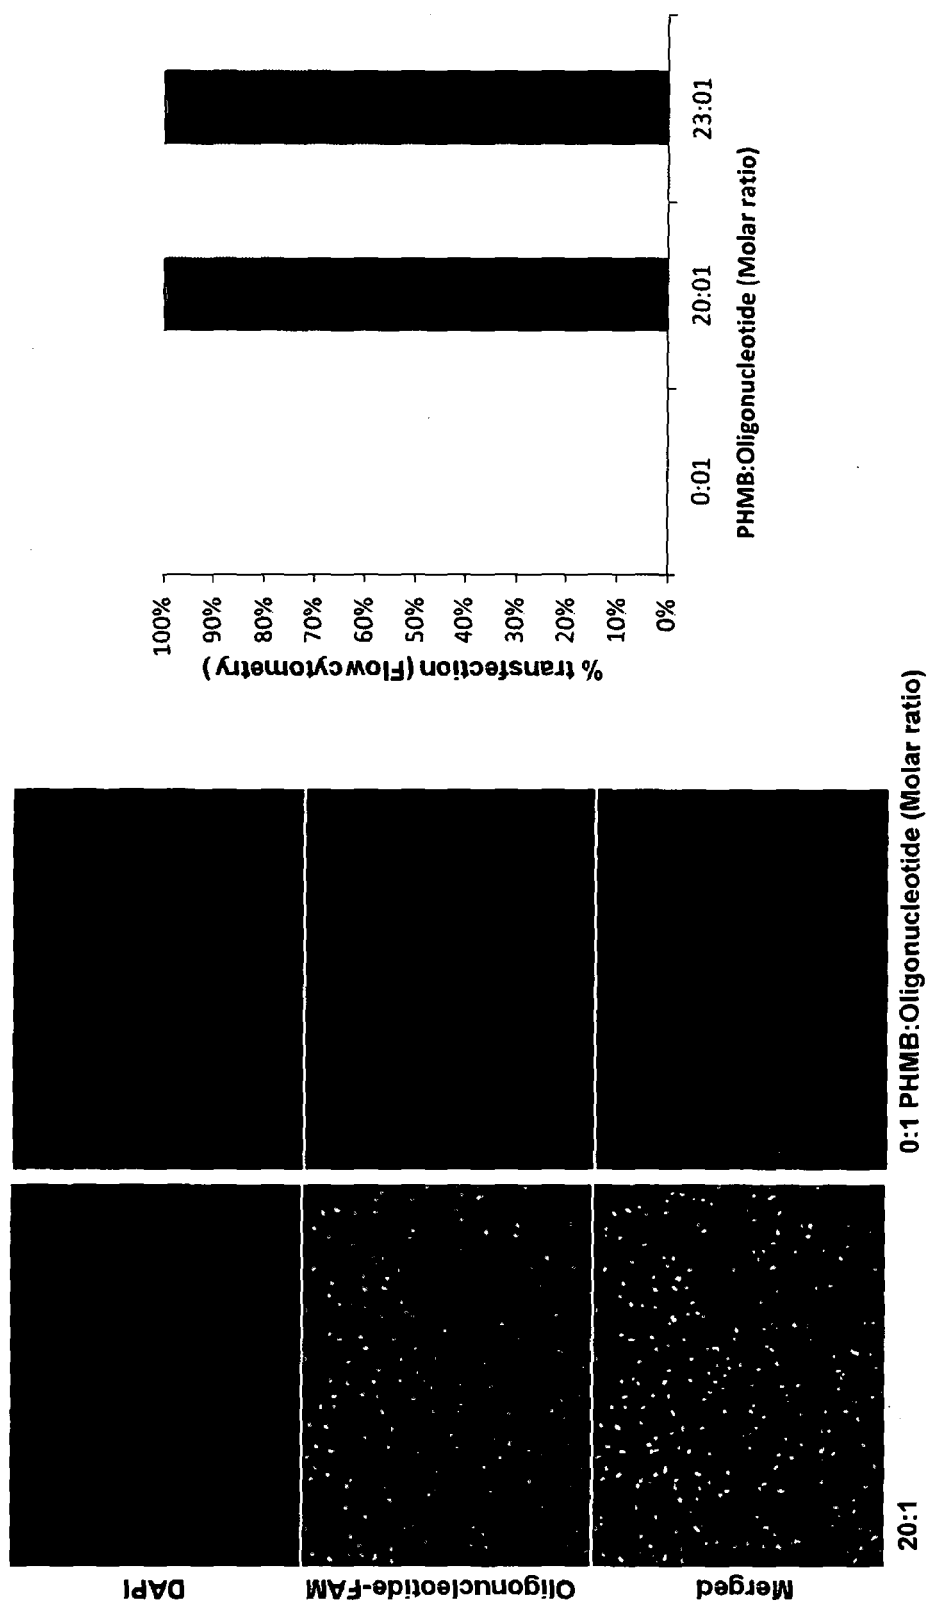 DAPI
Oligonucleotide-FAM
Merged
20:1
0:1 PHMB:Oligonucleotide (Molar ratio)
% transfection (Flow cytometry)
100%
90%
80%
70%
60%
50%
40%
30%
20%
10%
0%
0:01
20:01
23:01
PHMB:Oligonucleotide (Molar ratio)